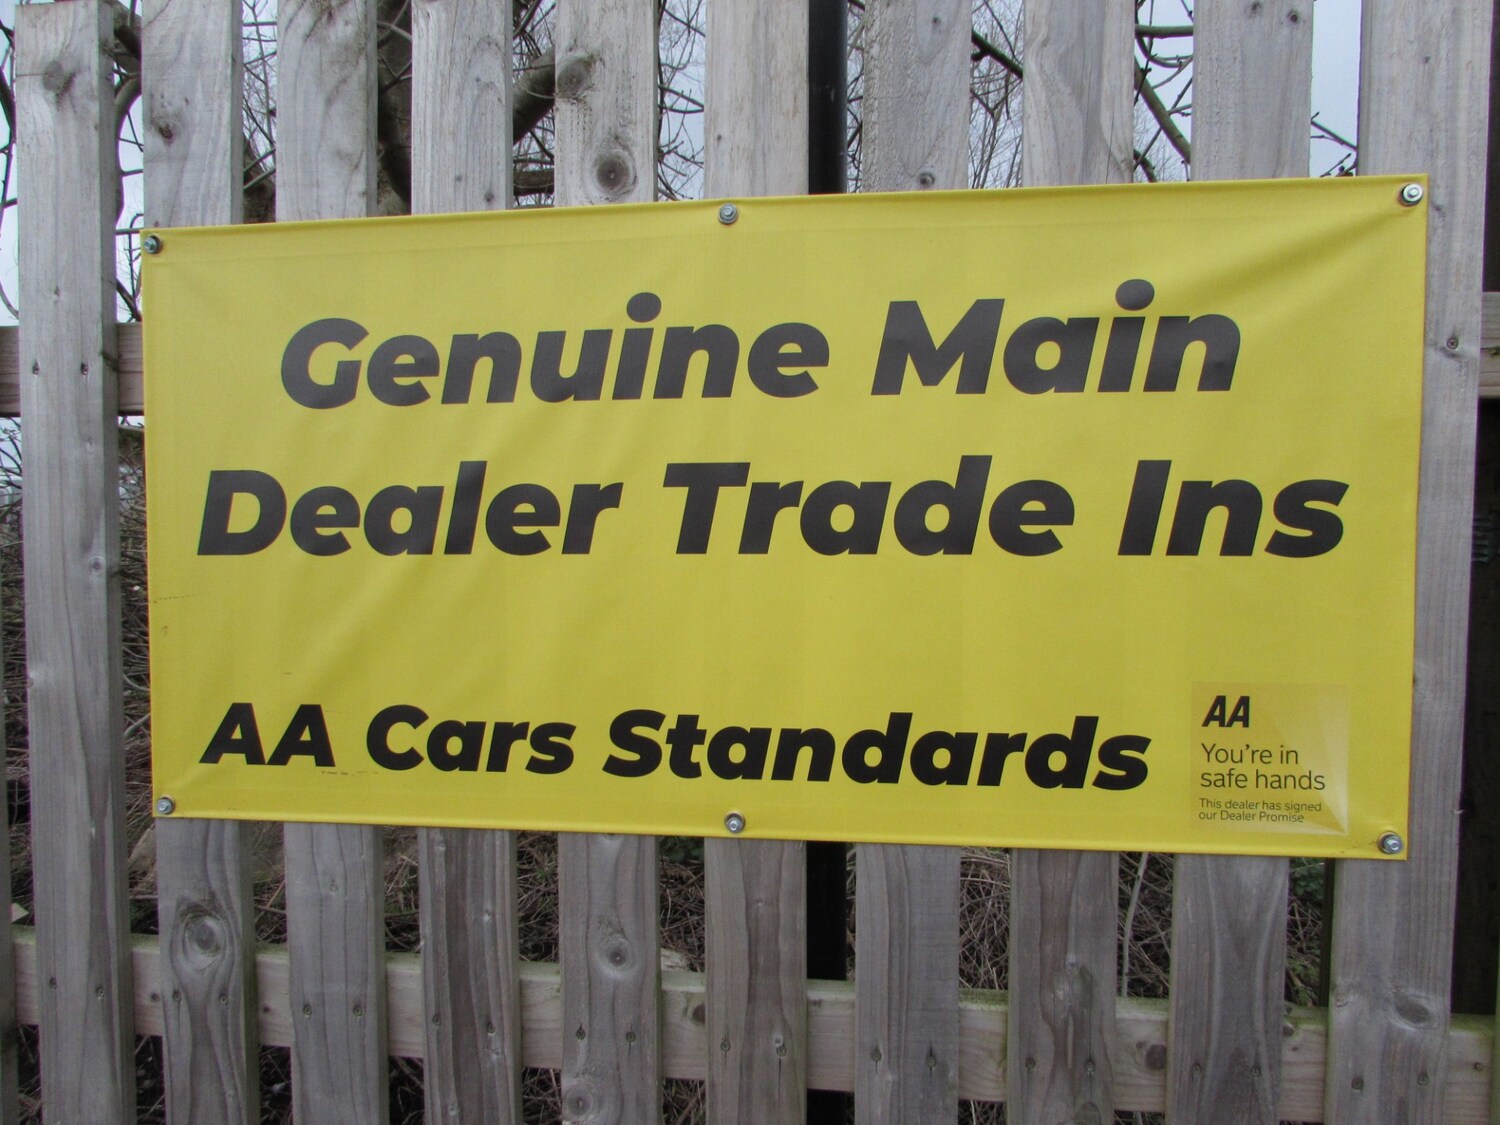 Genuine Main
Dealer Trade Ins
AA Cars Standards
AA
You're in
safe hands
This dealer has signed
our Dealer Promise